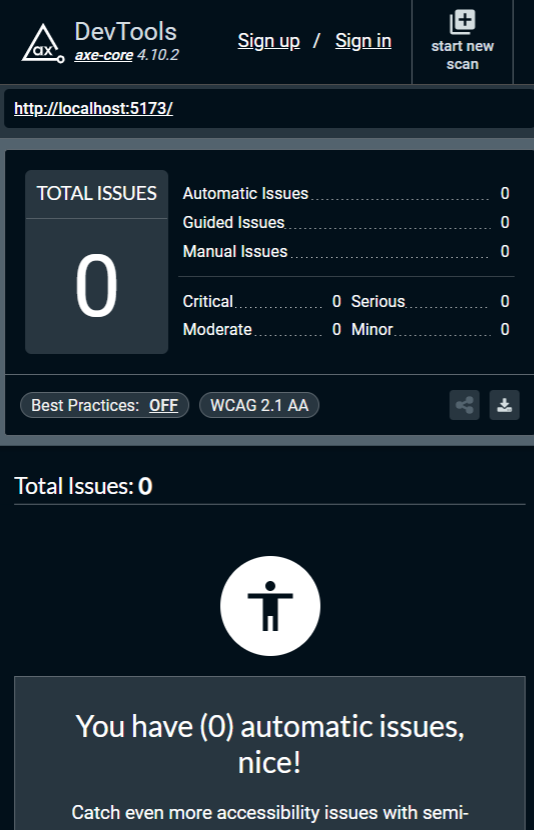 ax DevTools
axe-core 4.10.2
Sign up / Sign in
start new
scan
http://localhost:5173/
TOTAL ISSUES
0
Automatic Issues 0
Guided Issues 0
Manual Issues 0
Critical 0 Serious 0
Moderate 0 Minor 0
Best Practices: OFF WCAG 2.1 AA
Total Issues: 0
You have (0) automatic issues,
nice!
Catch even more accessibility issues with semi-